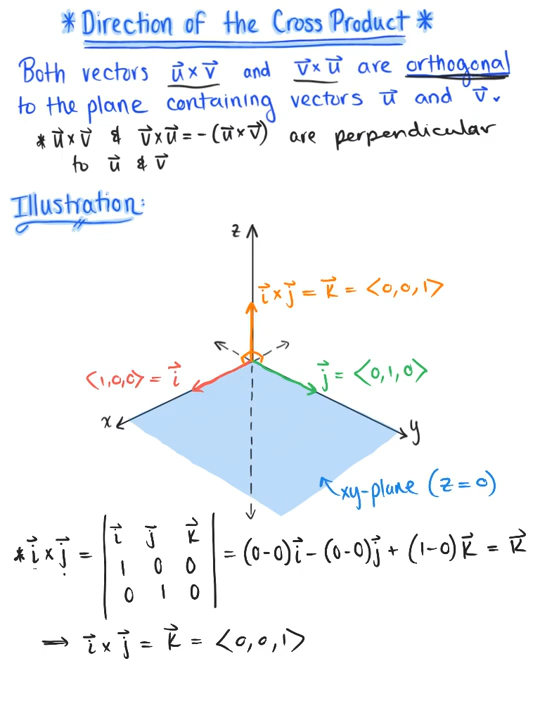 * Direction of the Cross Product *
Both vectors u⃗×v⃗ and v⃗×u⃗ are orthogonal
to the plane containing vectors u⃗ and v⃗.
* u⃗×v⃗ & v⃗×u⃗=-(u⃗×v⃗) are perpendicular
to u⃗ & v⃗
Illustration:
z
i⃗×j⃗ = k⃗ = <0,0,1>
<1,0,0> = i⃗
j⃗ = <0,1,0>
x
y
xy-plane (z=0)
i⃗ j⃗ k⃗
* i⃗×j⃗ = | 1 0 0 | = (0-0)i⃗-(0-0)j⃗+(1-0)k⃗ = k⃗
0 1 0
⟹ i⃗×j⃗ = k⃗ = <0,0,1>